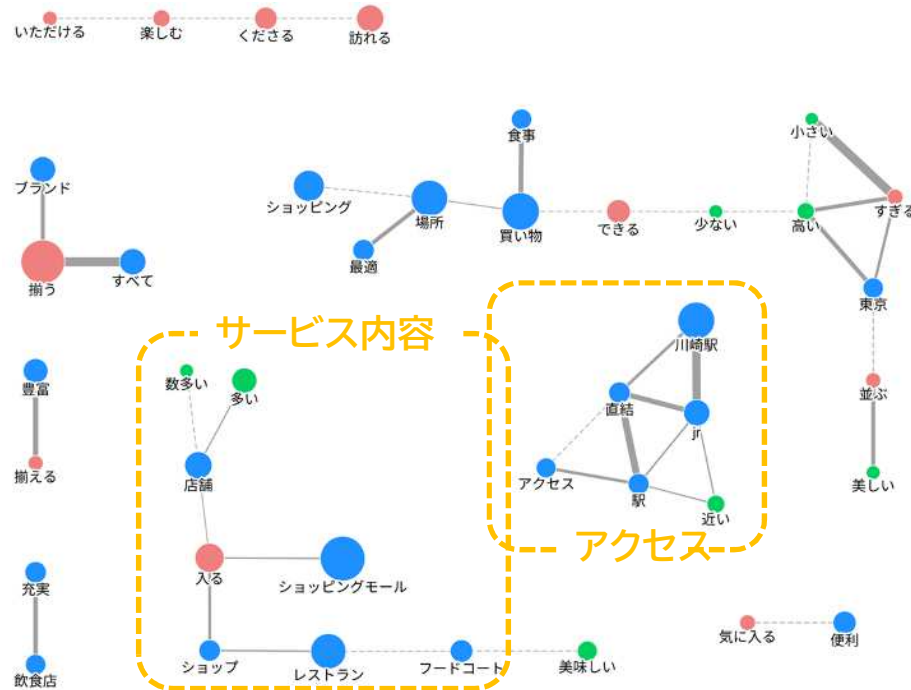 いただける
楽しむ
くださる
訪れる
食事
小さい
ブランド
ショッピング
場所
買い物
できる
少ない
高い
すぎる
揃う
すべて
最適
東京
サービス内容
川崎駅
豊富
数多い
多い
直結
jr
並ぶ
揃える
店舗
アクセス
駅
近い
美しい
アクセス
入る
ショッピングモール
充実
気に入る
便利
飲食店
ショップ
レストラン
フードコート
美味しい